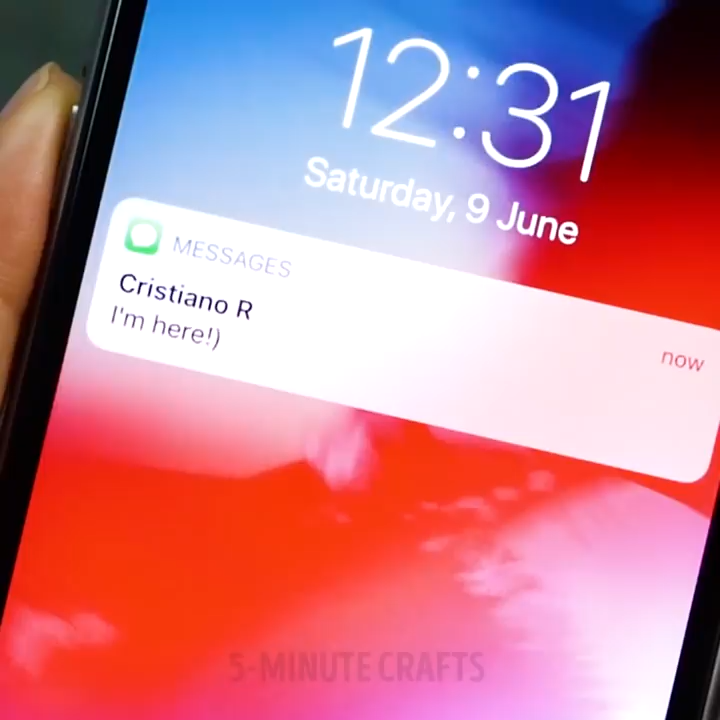 12:31
Saturday, 9 June
MESSAGES
now
Cristiano R
I'm here!)
5-MINUTE CRAFTS